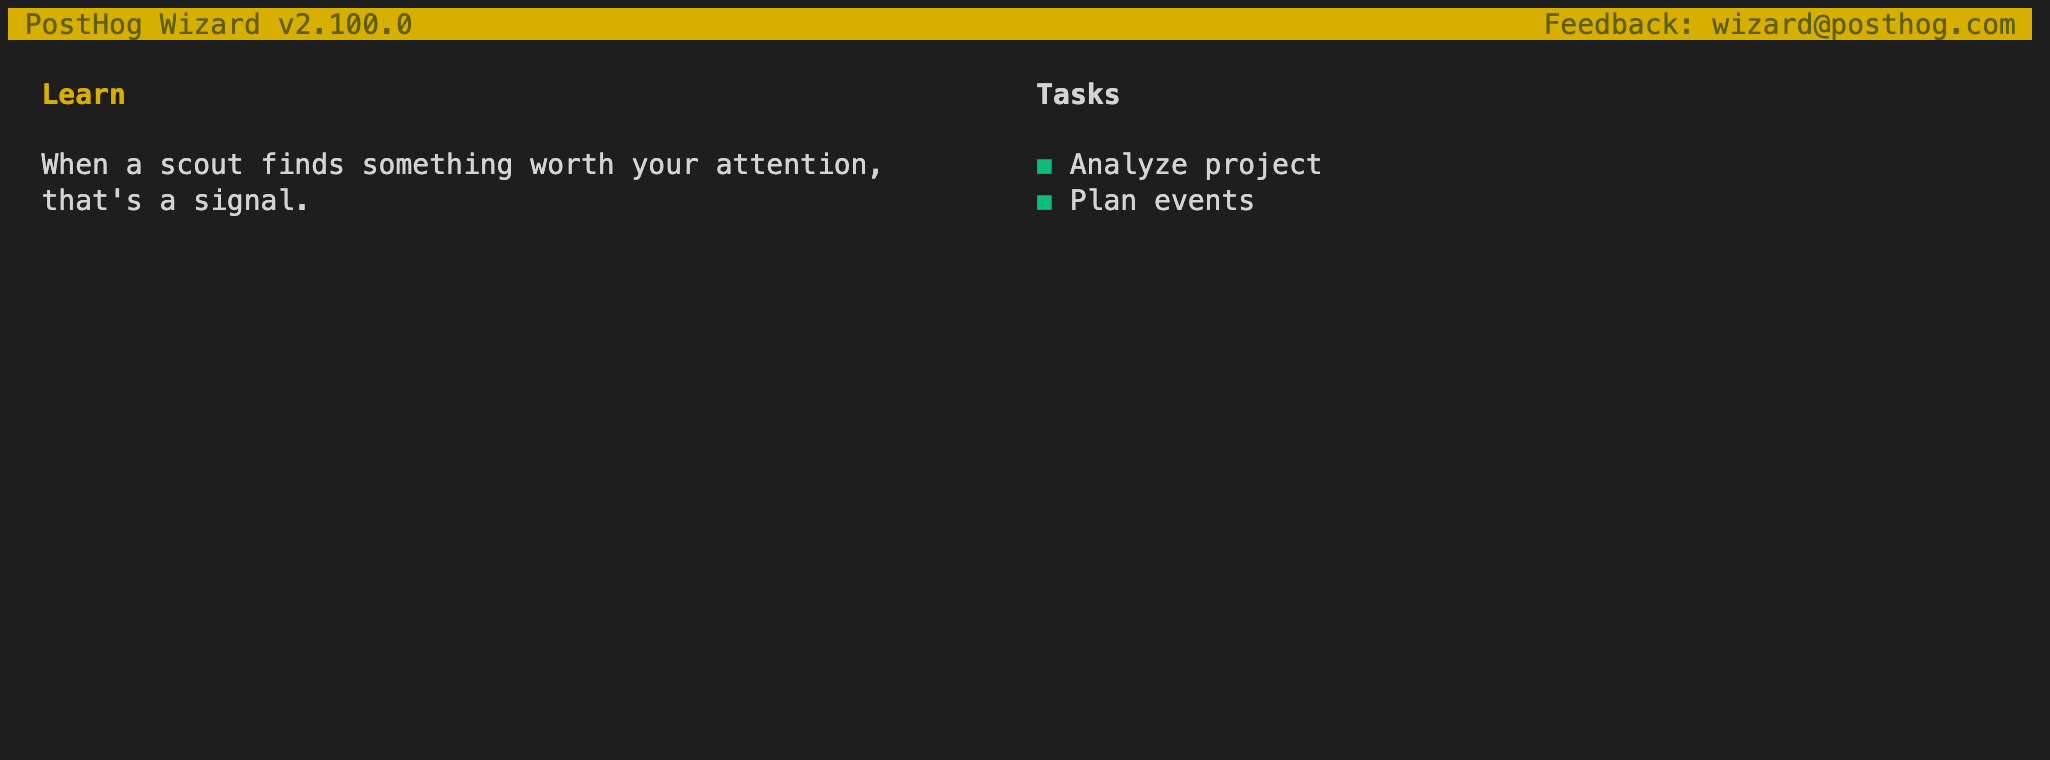 PostHog Wizard v2.100.0 Feedback: wizard@posthog.com
Learn
When a scout finds something worth your attention,
that's a signal.
Tasks
Analyze project
Plan events